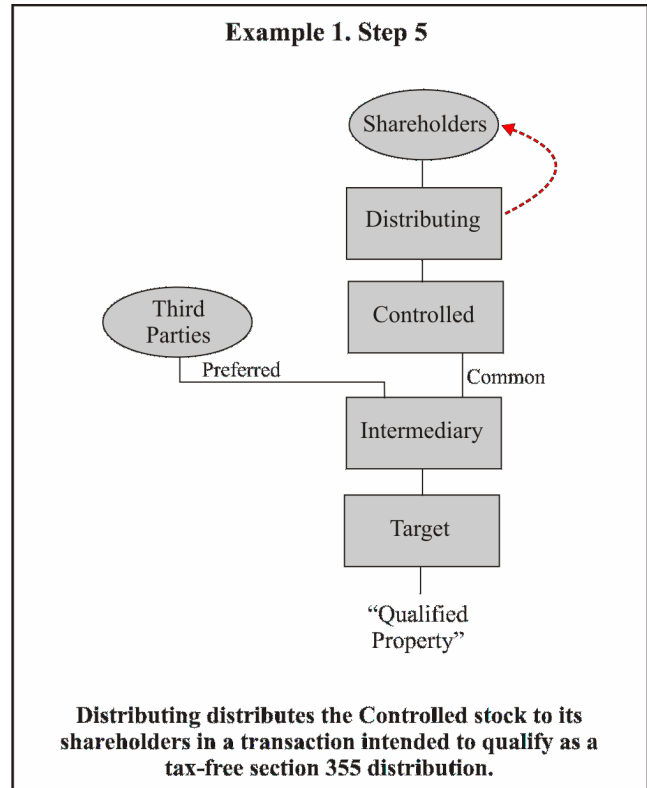 Example 1. Step 5
Shareholders
Distributing
Controlled
Third
Parties
Preferred
Common
Intermediary
Target
“Qualified
Property”
Distributing distributes the Controlled stock to its
shareholders in a transaction intended to qualify as a
tax-free section 355 distribution.